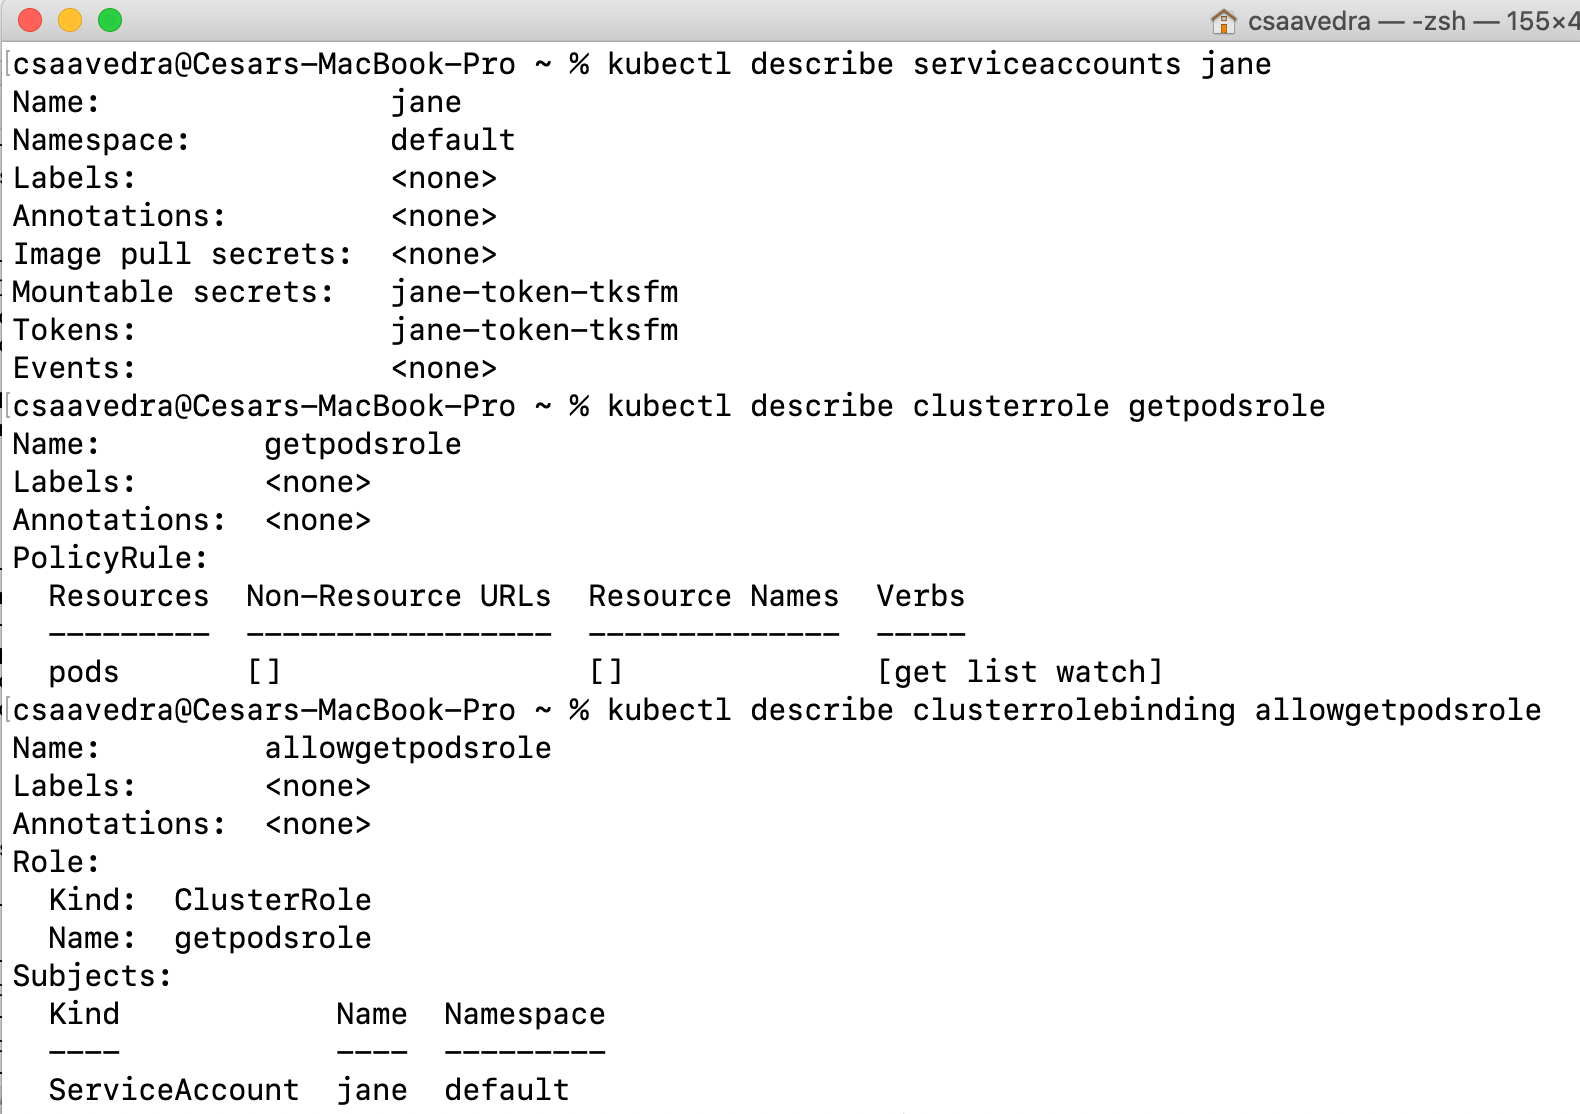 csaavedra — -zsh — 155×4
csaavedra@Cesars-MacBook-Pro ~ % kubectl describe serviceaccounts jane
Name:                jane
Namespace:           default
Labels:              <none>
Annotations:         <none>
Image pull secrets:  <none>
Mountable secrets:   jane-token-tksfm
Tokens:              jane-token-tksfm
Events:              <none>
csaavedra@Cesars-MacBook-Pro ~ % kubectl describe clusterrole getpodsrole
Name:         getpodsrole
Labels:       <none>
Annotations:  <none>
PolicyRule:
  Resources  Non-Resource URLs  Resource Names  Verbs
  ---------  -----------------  --------------  -----
  pods       []                 []              [get list watch]
csaavedra@Cesars-MacBook-Pro ~ % kubectl describe clusterrolebinding allowgetpodsrole
Name:         allowgetpodsrole
Labels:       <none>
Annotations:  <none>
Role:
  Kind:  ClusterRole
  Name:  getpodsrole
Subjects:
  Kind            Name  Namespace
  ----            ----  ---------
  ServiceAccount  jane  default